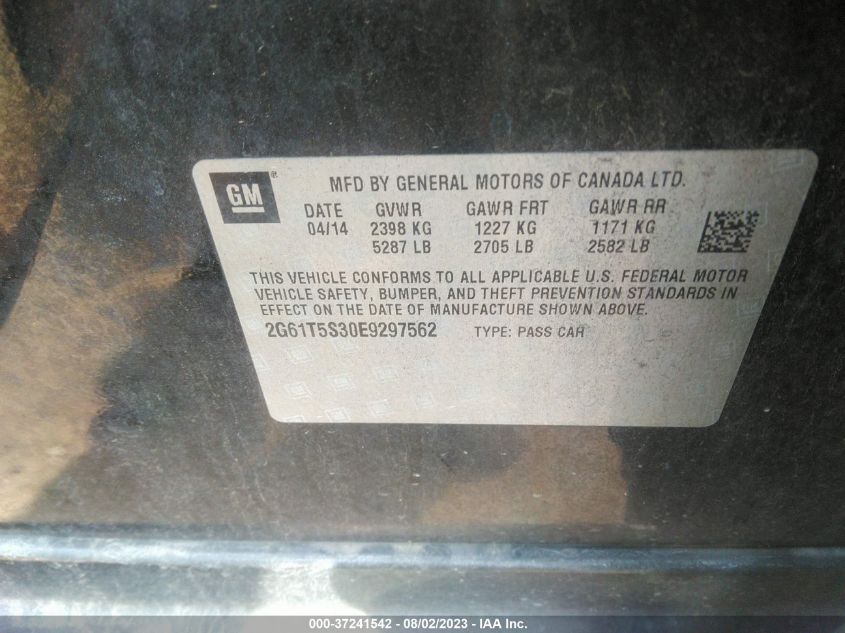 GM ®
MFD BY GENERAL MOTORS OF CANADA LTD.
DATE GVWR GAWR FRT GAWR RR
04/14 2398 KG 1227 KG 1171 KG
5287 LB 2705 LB 2582 LB
THIS VEHICLE CONFORMS TO ALL APPLICABLE U.S. FEDERAL MOTOR
VEHICLE SAFETY, BUMPER, AND THEFT PREVENTION STANDARDS IN
EFFECT ON THE DATE OF MANUFACTURE SHOWN ABOVE.
2G61T5S30E9297562 TYPE: PASS CAR
000-37241542 - 08/02/2023 - IAA Inc.